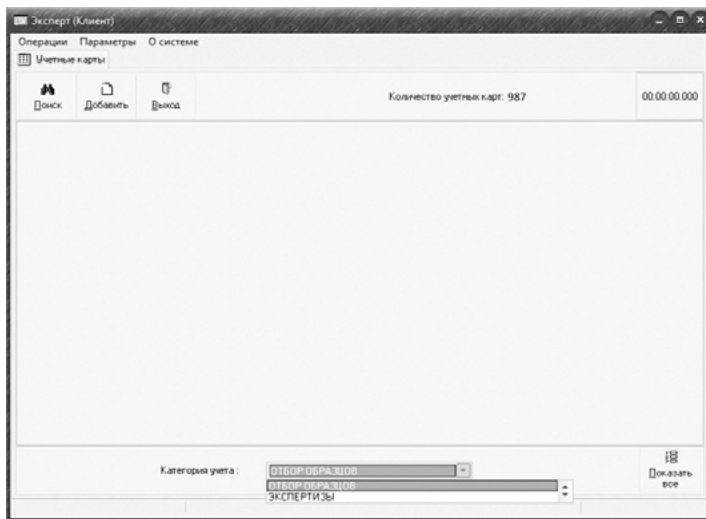 Эксперт (Клиент)
Операции Параметры О системе
Учетные карты
Поиск Добавить Выход
Количество учетных карт: 987
00:00:00.000
Категория учета :
ОТБОР ОБРАЗЦОВ
ОТБОР ОБРАЗЦОВ
ЭКСПЕРТИЗЫ
Показать
все